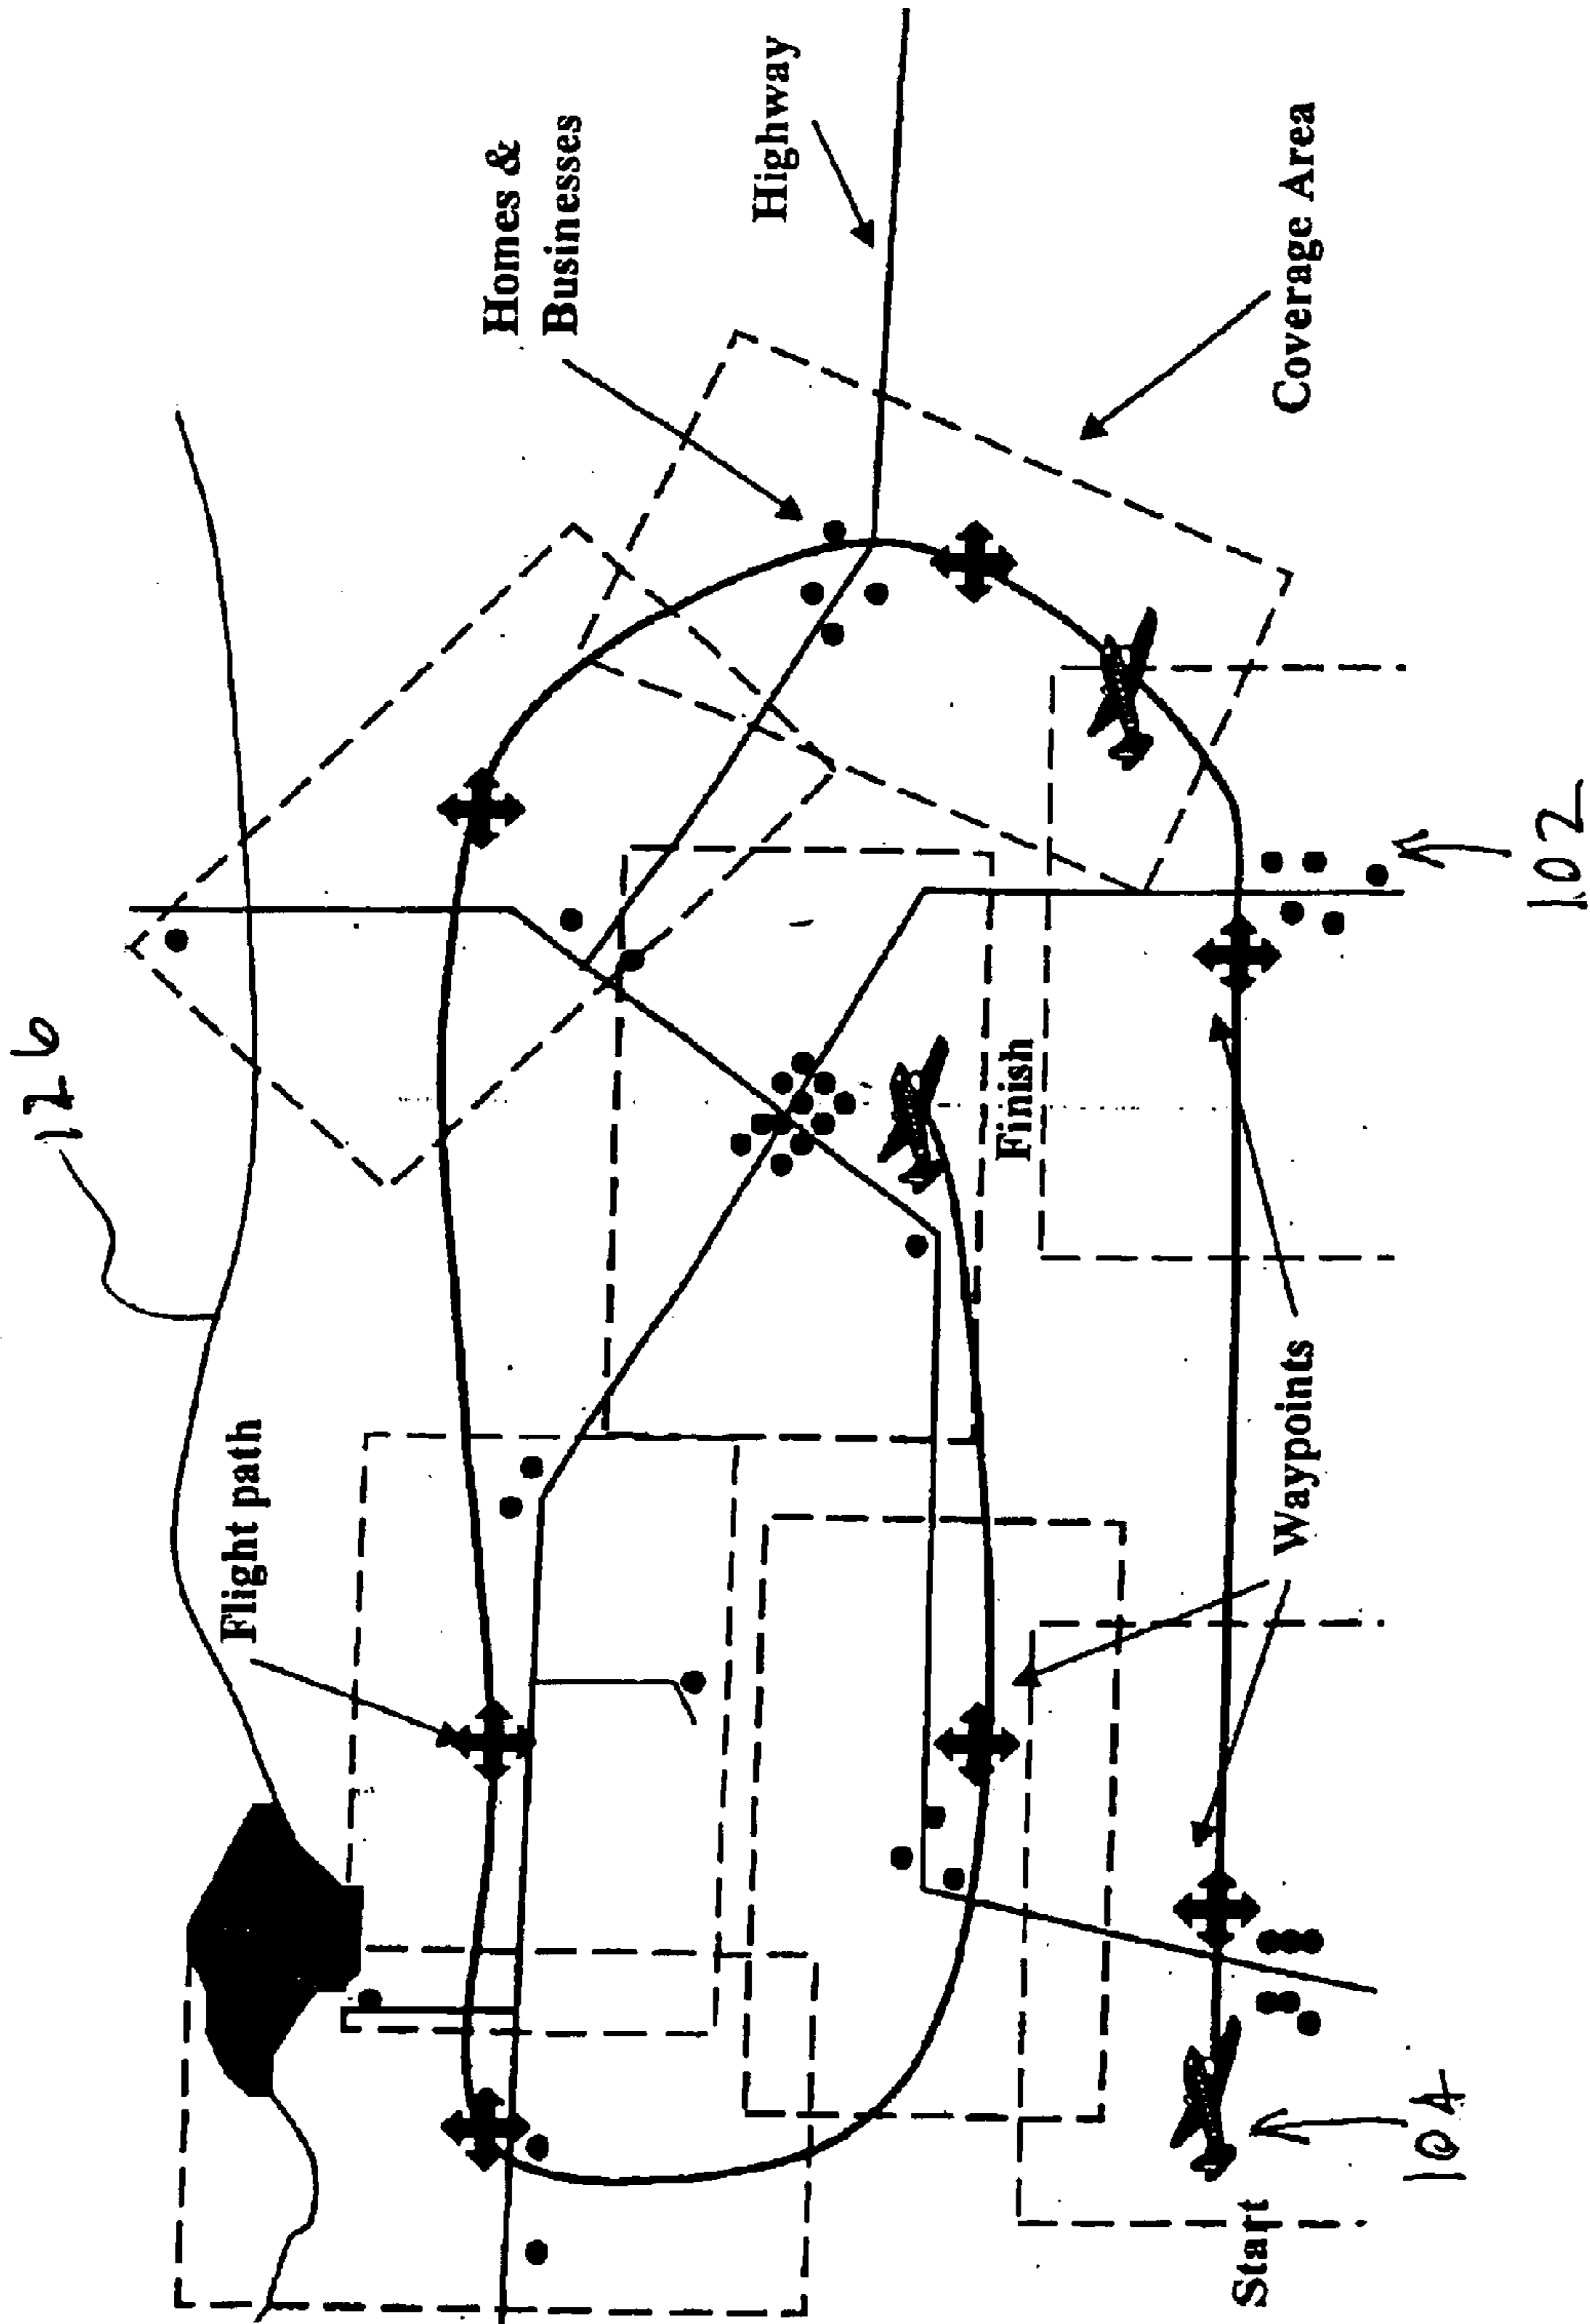 126
Homes &
Businesses
Highway
Flight path
Coverage Area
Finish
Waypoints
Start
102
104